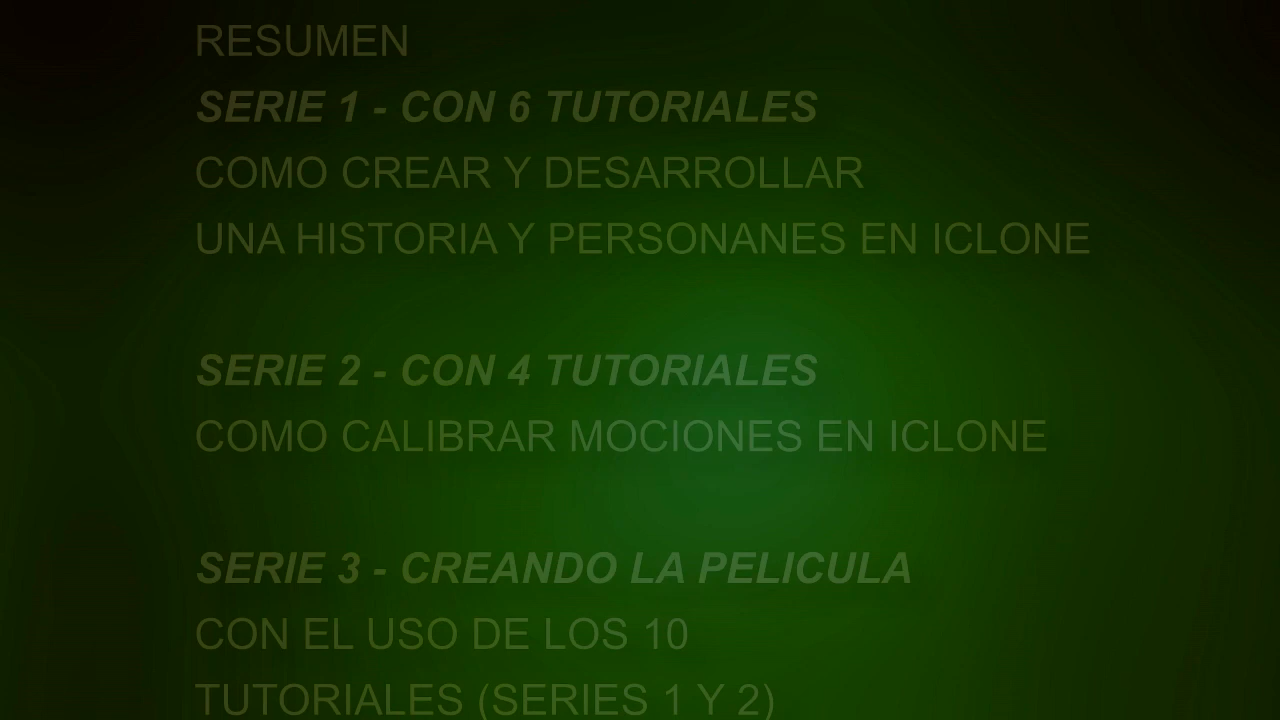 RESUMEN
SERIE 1 - CON 6 TUTORIALES
COMO CREAR Y DESARROLLAR
UNA HISTORIA Y PERSONANES EN ICLONE
SERIE 2 - CON 4 TUTORIALES
COMO CALIBRAR MOCIONES EN ICLONE
SERIE 3 - CREANDO LA PELICULA
CON EL USO DE LOS 10
TUTORIALES (SERIES 1 Y 2)